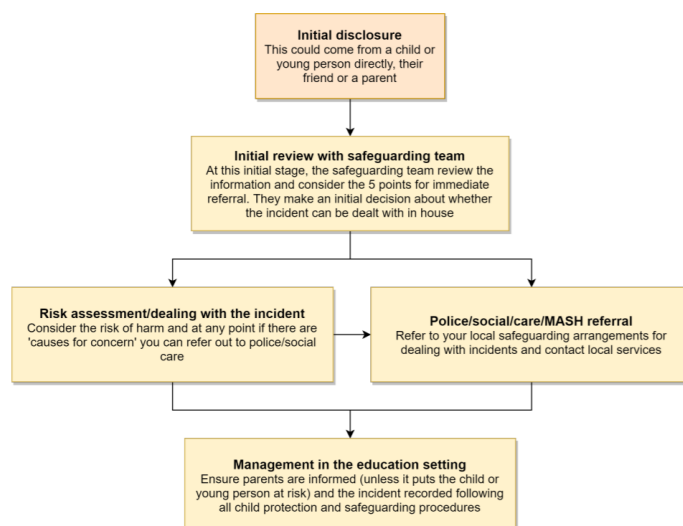 Initial disclosure
This could come from a child or
young person directly, their
friend or a parent
Initial review with safeguarding team
At this initial stage, the safeguarding team review the
information and consider the 5 points for immediate
referral. They make an initial decision about whether
the incident can be dealt with in house
Risk assessment/dealing with the incident
Consider the risk of harm and at any point if there are
'causes for concern' you can refer out to police/social
care
Police/social/care/MASH referral
Refer to your local safeguarding arrangements for
dealing with incidents and contact local services
Management in the education setting
Ensure parents are informed (unless it puts the child or
young person at risk) and the incident recorded following
all child protection and safeguarding procedures